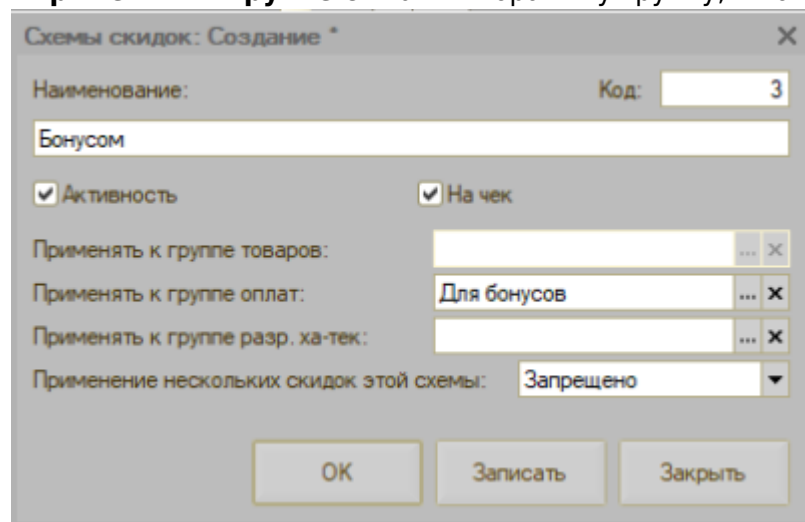 Схемы скидок: Создание *
Наименование: Код: 3
Бонусом
Активность На чек
Применять к группе товаров: ...
Применять к группе оплат: Для бонусов ...
Применять к группе разр. ха-тек: ...
Применение нескольких скидок этой схемы: Запрещено
ОК Записать Закрыть